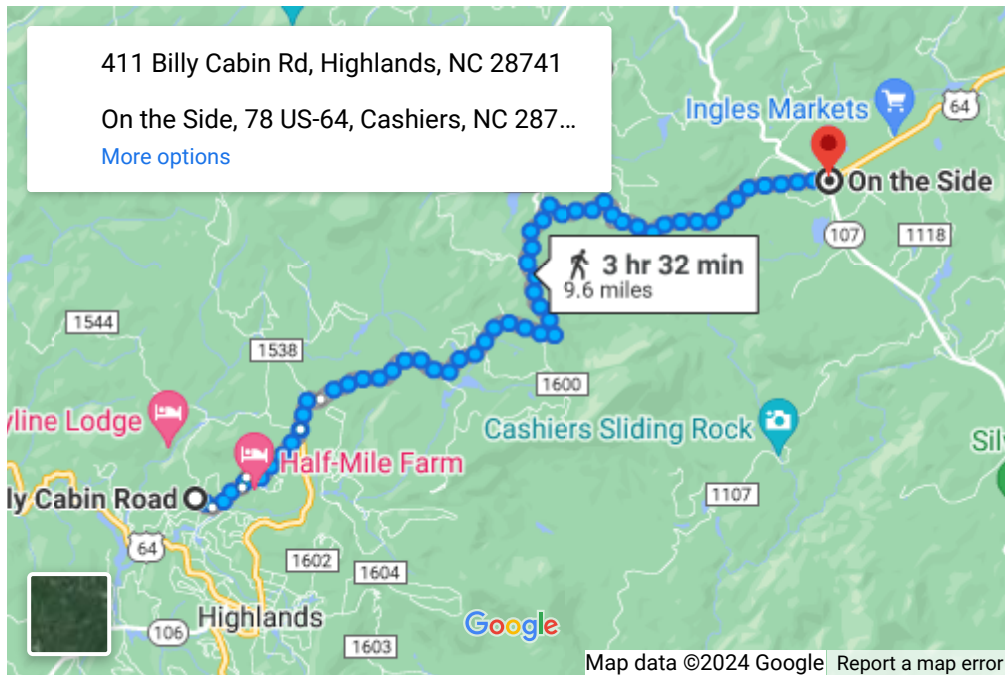 411 Billy Cabin Rd, Highlands, NC 28741
On the Side, 78 US-64, Cashiers, NC 287...
More options
Ingles Markets
64
On the Side
107
1118
3 hr 32 min
9.6 miles
1544
1538
1600
yline Lodge
Cashiers Sliding Rock
Sil
Half-Mile Farm
ly Cabin Road
1107
64
1602
1604
Highlands
Google
106
1603
Map data ©2024 Google
Report a map error